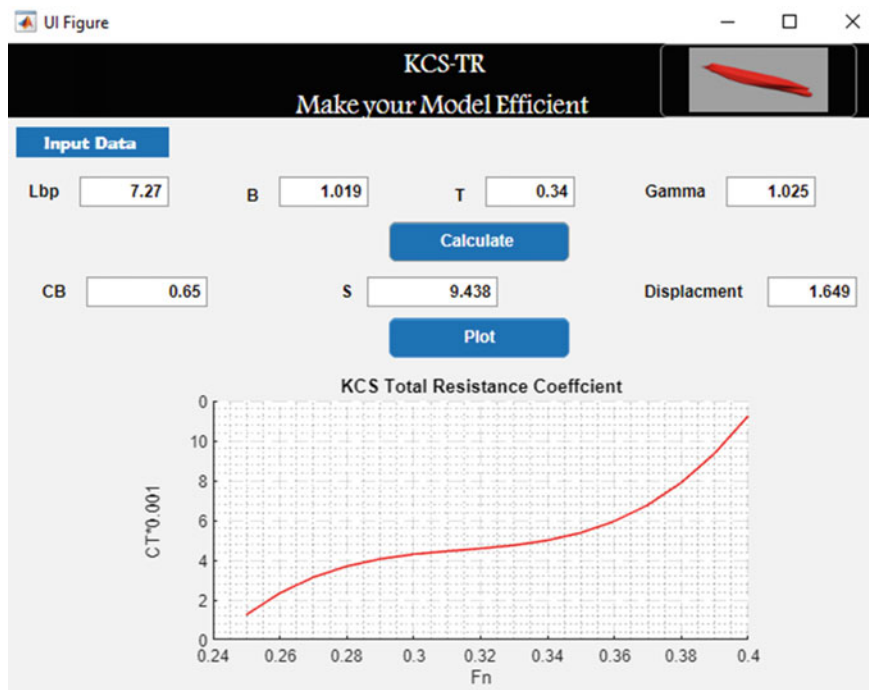 UI Figure
KCS-TR
Make your Model Efficient
Input Data
Lbp 7.27 B 1.019 T 0.34 Gamma 1.025
Calculate
CB 0.65 S 9.438 Displacment 1.649
Plot
KCS Total Resistance Coeffcient
0
10
8
6
4
2
0
CT*0.001
0.24 0.26 0.28 0.3 0.32 0.34 0.36 0.38 0.4
Fn